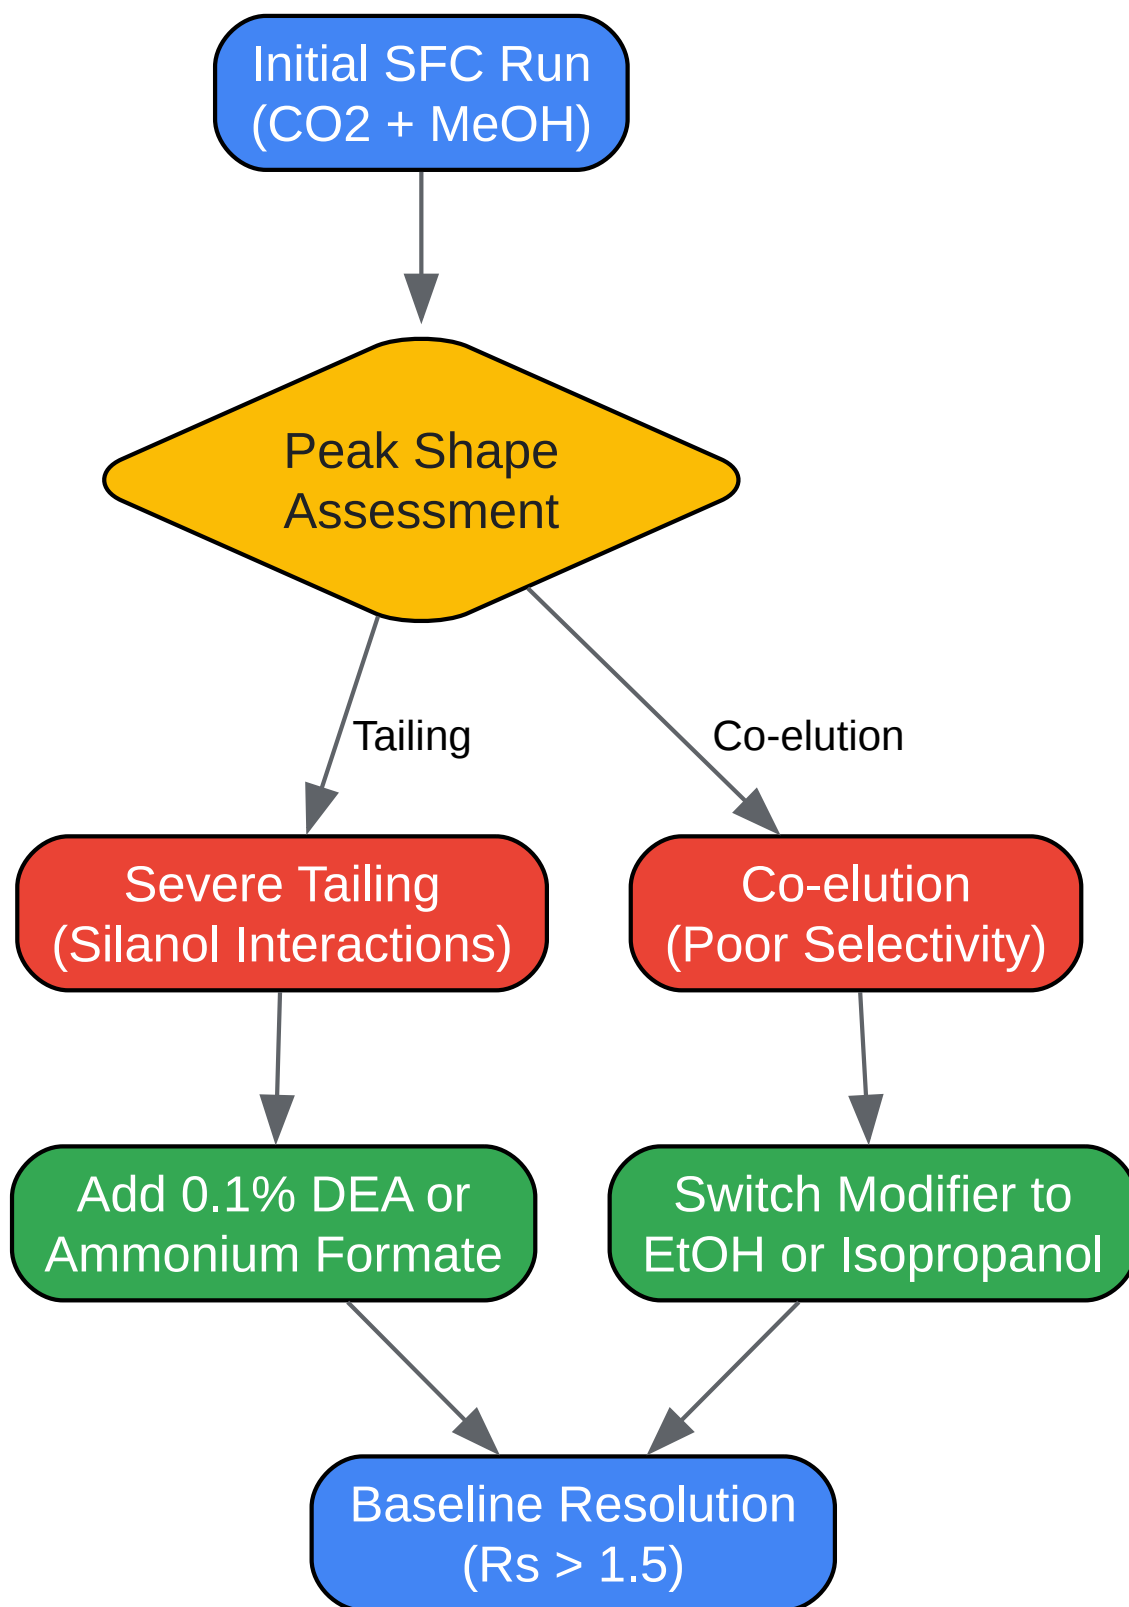 Initial SFC Run
(CO2 + MeOH)
Peak Shape
Assessment
Tailing
Co-elution
Severe Tailing
(Silanol Interactions)
Co-elution
(Poor Selectivity)
Add 0.1% DEA or
Ammonium Formate
Switch Modifier to
EtOH or Isopropanol
Baseline Resolution
(Rs > 1.5)